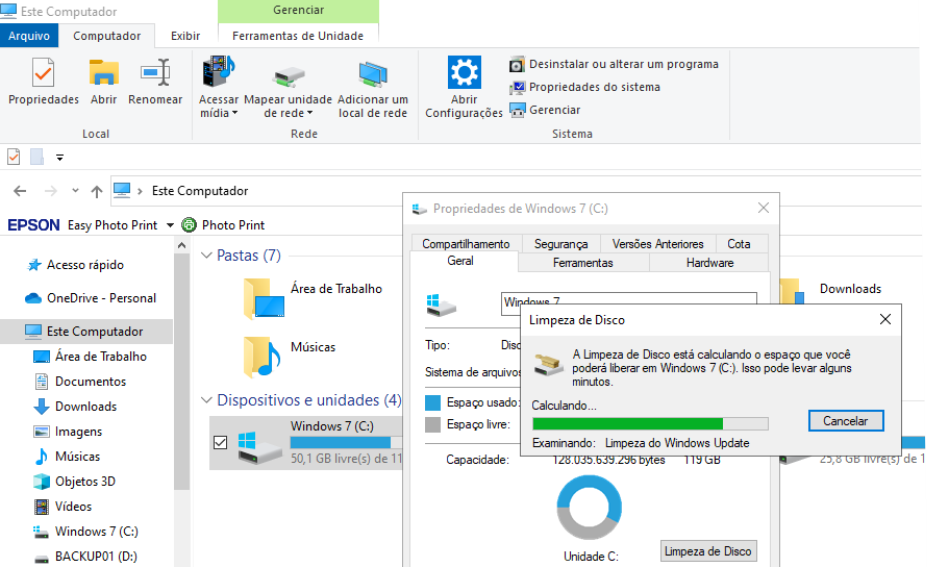 Este Computador
Gerenciar
Arquivo Computador Exibir Ferramentas de Unidade
Propriedades Abrir Renomear
Acessar mídia
Mapear unidade de rede
Adicionar um local de rede
Abrir Configurações
Desinstalar ou alterar um programa
Propriedades do sistema
Gerenciar
Local Rede Sistema
Este Computador
EPSON Easy Photo Print Photo Print
Acesso rápido
OneDrive - Personal
Este Computador
Área de Trabalho
Documentos
Downloads
Imagens
Músicas
Objetos 3D
Vídeos
Windows 7 (C:)
BACKUP01 (D:)
Pastas (7)
Área de Trabalho
Downloads
Músicas
Dispositivos e unidades (4)
Windows 7 (C:)
50,1 GB livre(s) de 11
25,8 GB livre(s) de 1
Propriedades de Windows 7 (C:)
Compartilhamento Segurança Versões Anteriores Cota
Geral Ferramentas Hardware
Windows 7
Tipo: Disc
Sistema de arquivos
Espaço usado:
Espaço livre:
Capacidade: 128.035.639.296 bytes 119 GB
Unidade C:
Limpeza de Disco
Limpeza de Disco
A Limpeza de Disco está calculando o espaço que você
poderá liberar em Windows 7 (C:). Isso pode levar alguns
minutos.
Calculando...
Cancelar
Examinando: Limpeza do Windows Update